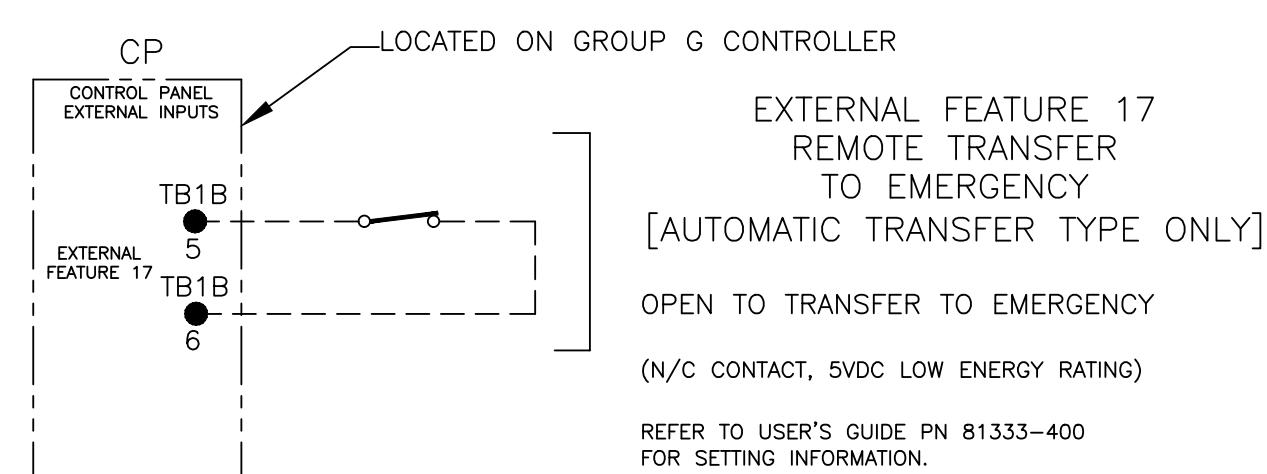 CP
LOCATED ON GROUP G CONTROLLER
CONTROL PANEL
EXTERNAL INPUTS
TB1B
5
EXTERNAL
FEATURE 17
TB1B
6
EXTERNAL FEATURE 17
REMOTE TRANSFER
TO EMERGENCY
[AUTOMATIC TRANSFER TYPE ONLY]
OPEN TO TRANSFER TO EMERGENCY
(N/C CONTACT, 5VDC LOW ENERGY RATING)
REFER TO USER'S GUIDE PN 81333-400
FOR SETTING INFORMATION.